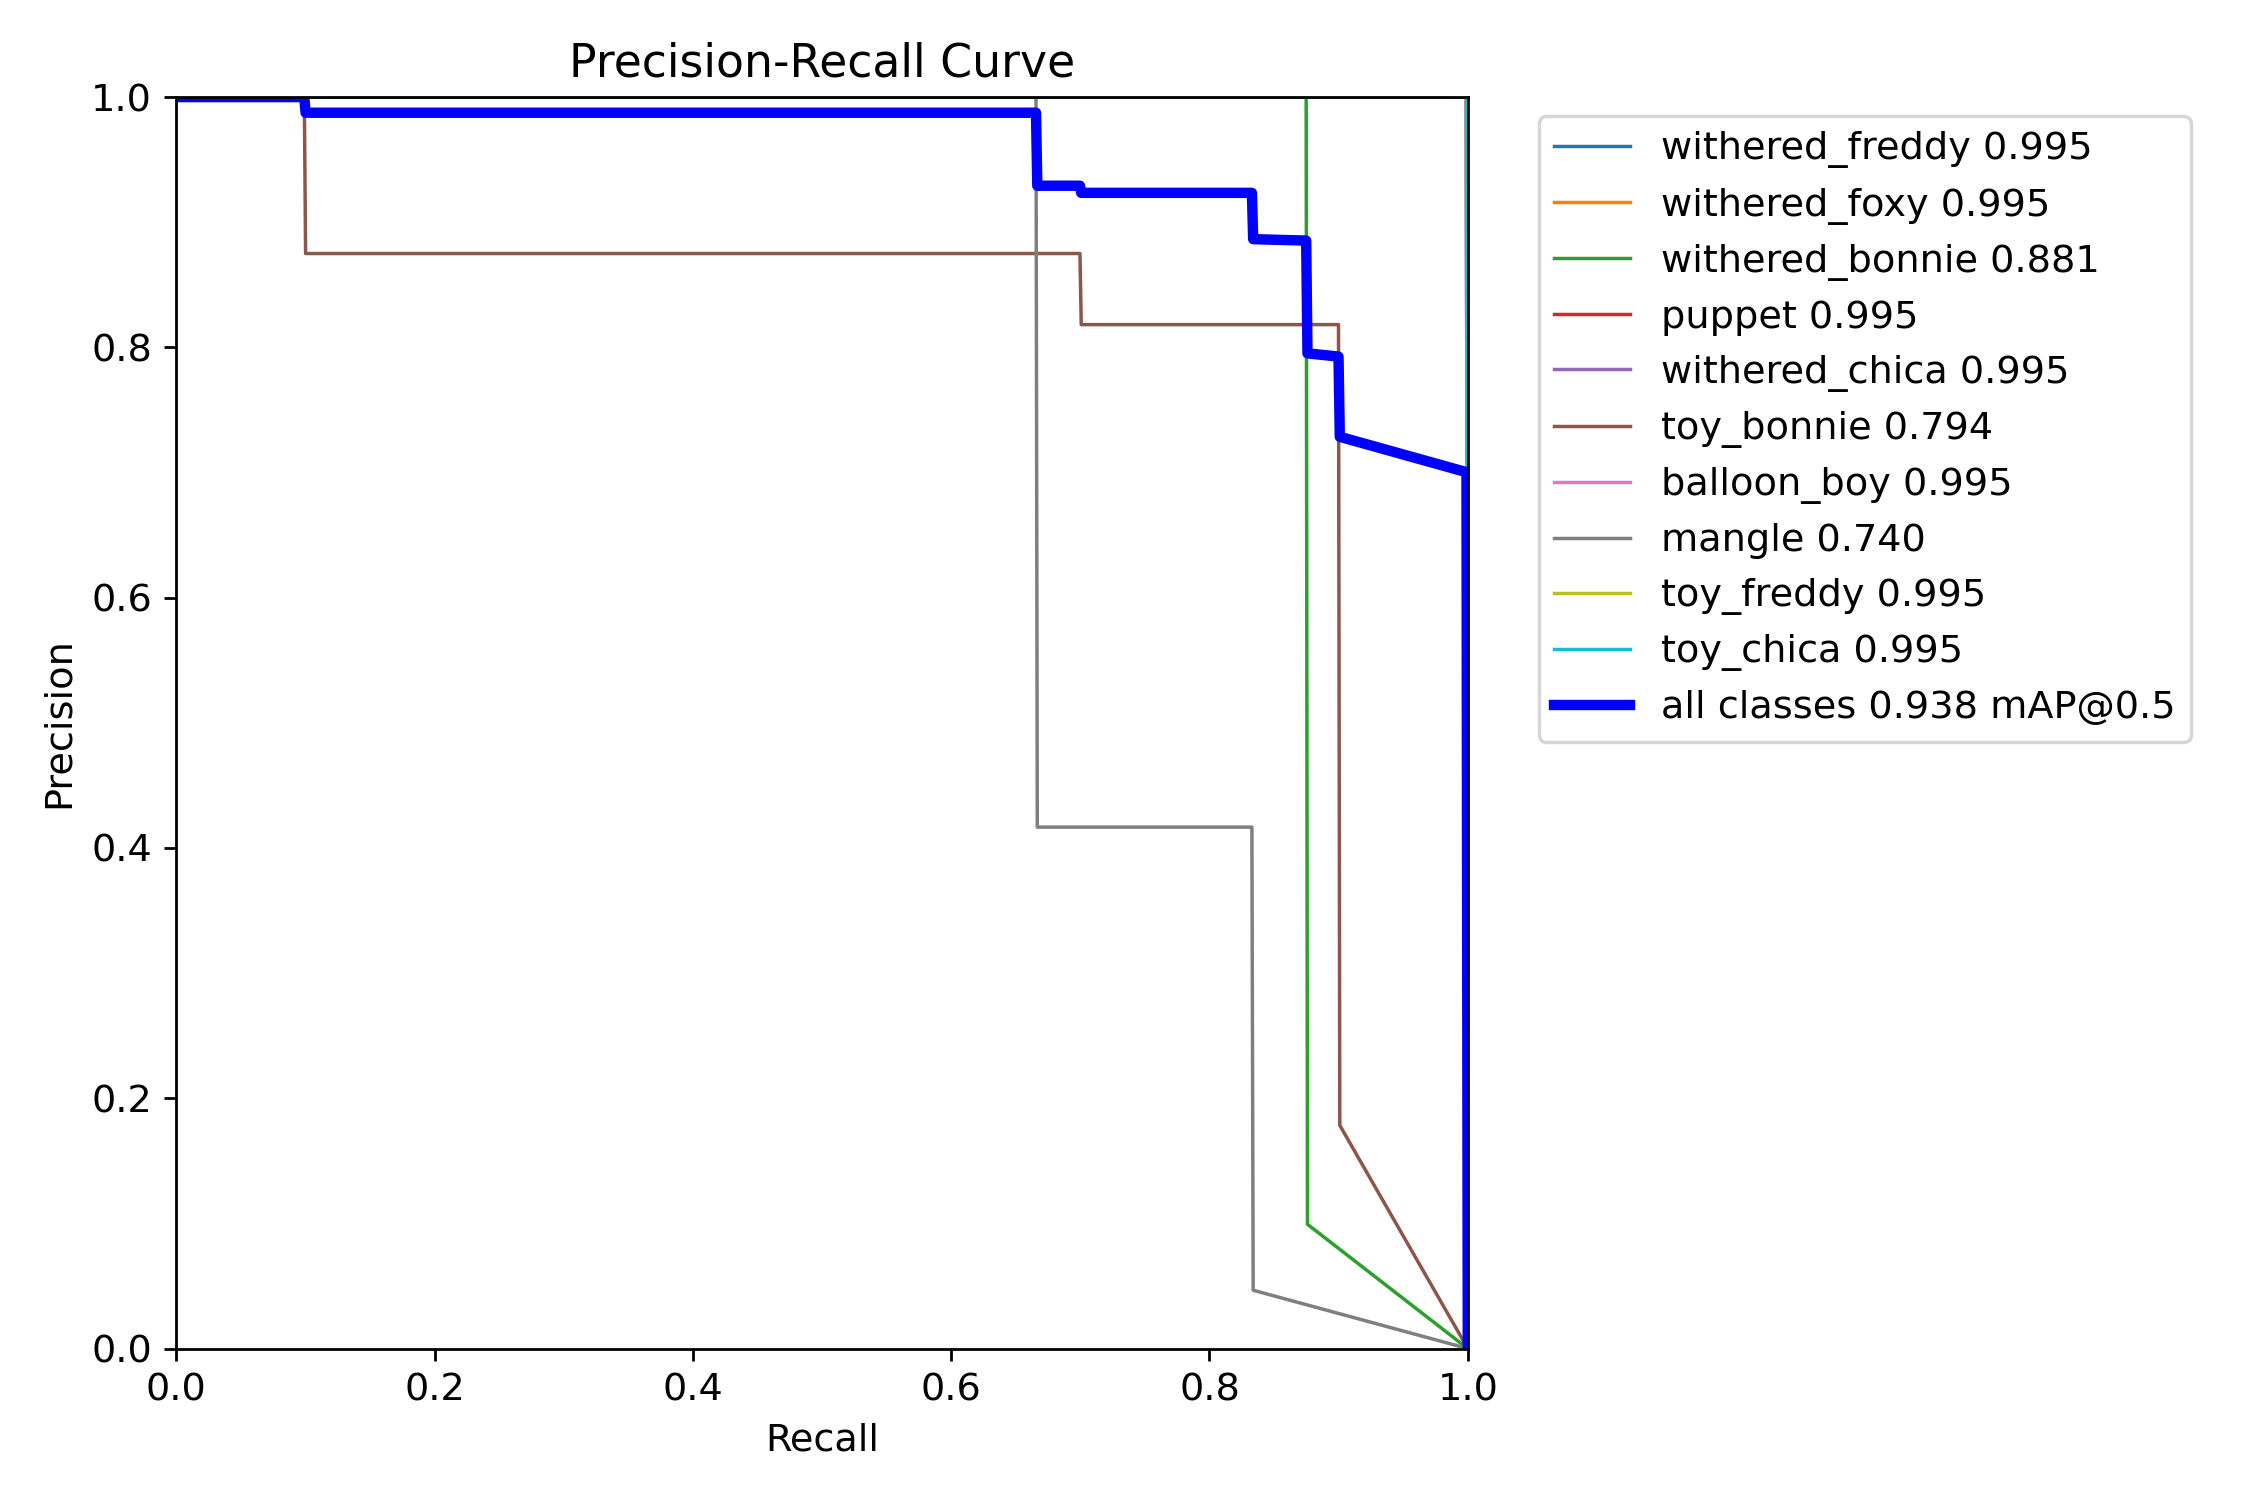 Precision-Recall Curve
1.0
0.8
0.6
0.4
0.2
0.0
Precision
0.0 0.2 0.4 0.6 0.8 1.0
Recall
withered_freddy 0.995
withered_foxy 0.995
withered_bonnie 0.881
puppet 0.995
withered_chica 0.995
toy_bonnie 0.794
balloon_boy 0.995
mangle 0.740
toy_freddy 0.995
toy_chica 0.995
all classes 0.938 mAP@0.5